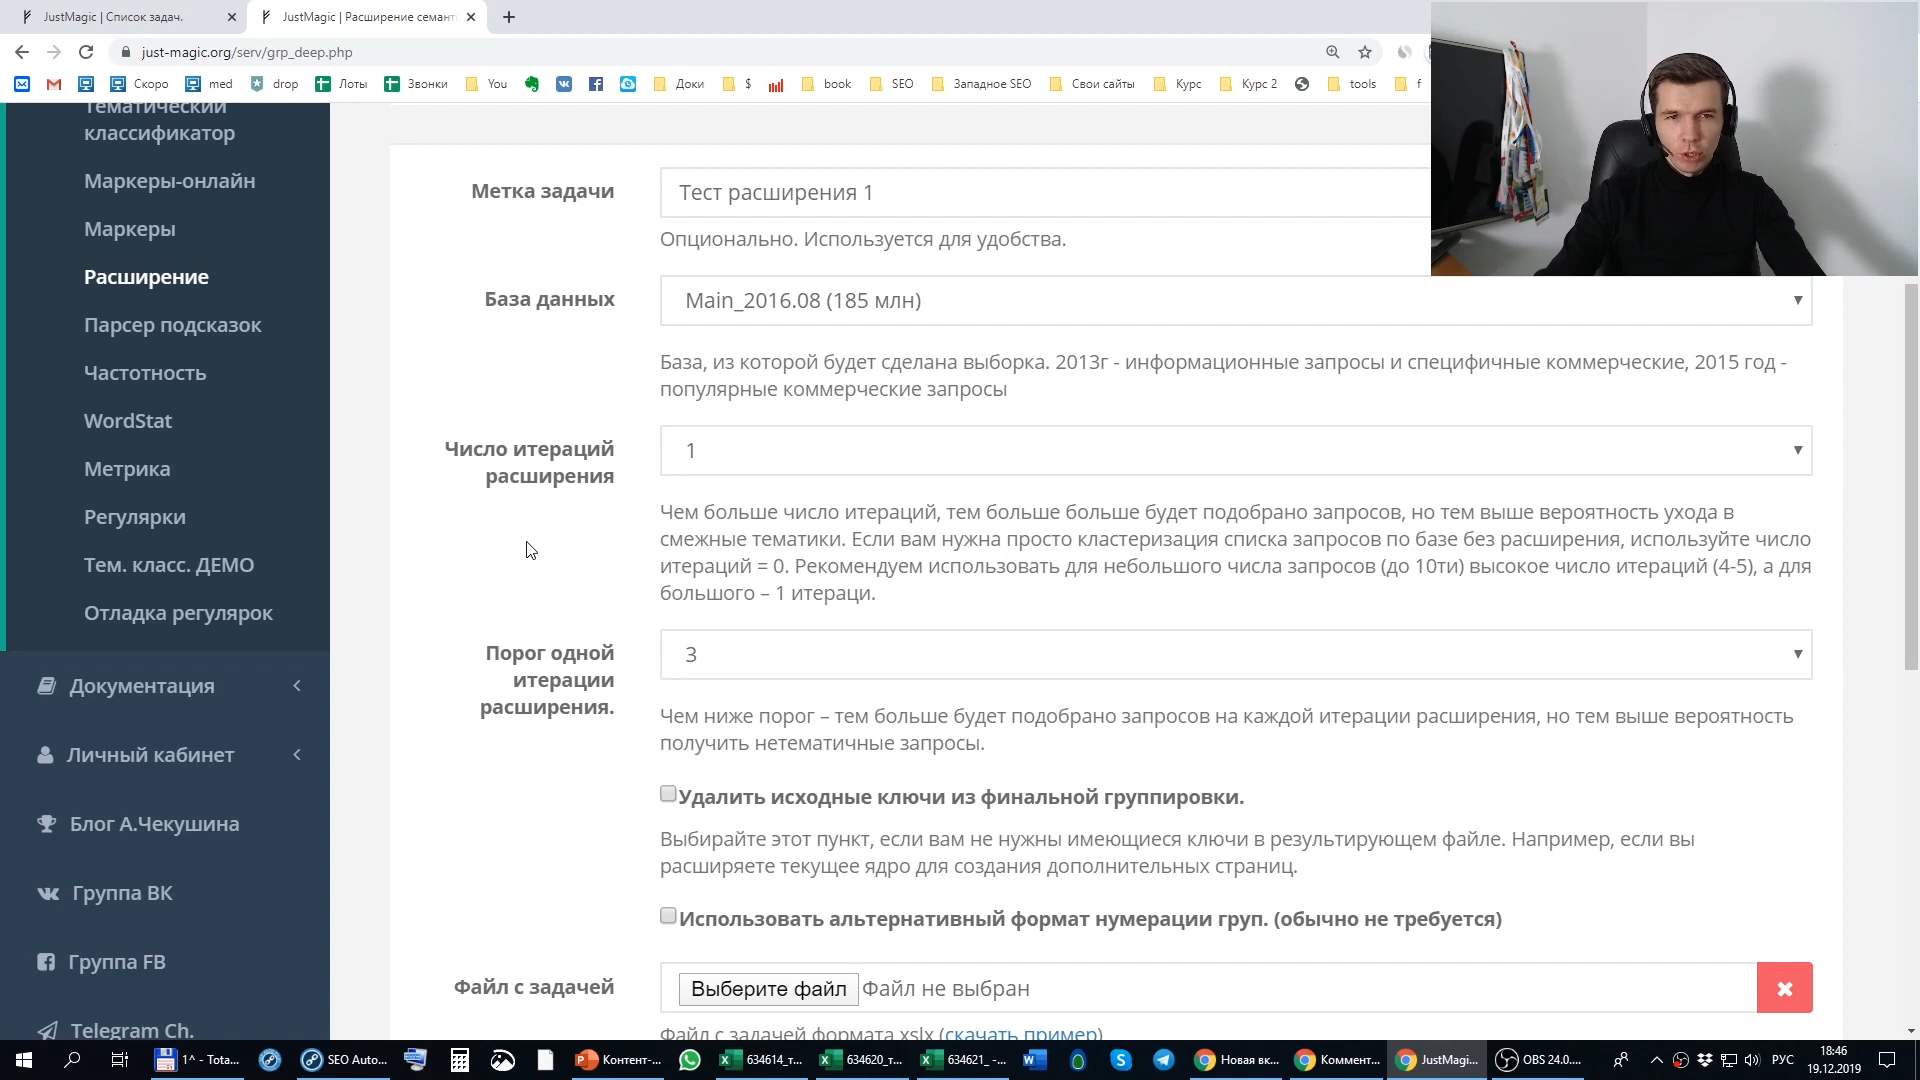 JustMagic | Список задач.
JustMagic | Расширение семант
just-magic.org/serv/grp_deep.php
Скоро
med
drop
Лоты
Звонки
You
Доки
$
book
SEO
Западное SEO
Свои сайты
Курс
Курс 2
tools
f
Тематический
классификатор
Маркеры-онлайн
Маркеры
Расширение
Парсер подсказок
Частотность
WordStat
Метрика
Регулярки
Тем. класс. ДЕМО
Отладка регулярок
Документация
Личный кабинет
Блог А.Чекушина
Группа ВК
Группа FB
Telegram Ch.
Метка задачи
Тест расширения 1
Опционально. Используется для удобства.
База данных
Main_2016.08 (185 млн)
База, из которой будет сделана выборка. 2013г - информационные запросы и специфичные коммерческие, 2015 год -
популярные коммерческие запросы
Число итераций
расширения
1
Чем больше число итераций, тем больше больше будет подобрано запросов, но тем выше вероятность ухода в
смежные тематики. Если вам нужна просто кластеризация списка запросов по базе без расширения, используйте число
итераций = 0. Рекомендуем использовать для небольшого числа запросов (до 10ти) высокое число итераций (4-5), а для
большого – 1 итераци.
Порог одной
итерации
расширения.
3
Чем ниже порог – тем больше будет подобрано запросов на каждой итерации расширения, но тем выше вероятность
получить нетематичные запросы.
Удалить исходные ключи из финальной группировки.
Выбирайте этот пункт, если вам не нужны имеющиеся ключи в результирующем файле. Например, если вы
расширяете текущее ядро для создания дополнительных страниц.
Использовать альтернативный формат нумерации груп. (обычно не требуется)
Файл с задачей
Выберите файл Файл не выбран
Файл с задачей формата xslx (скачать пример)
1^ - Tota...
SEO Auto...
Контент-...
634614_т...
634620_т...
634621_ -...
Новая вк...
Коммент...
JustMagi...
OBS 24.0....
РУС
18:46
19.12.2019